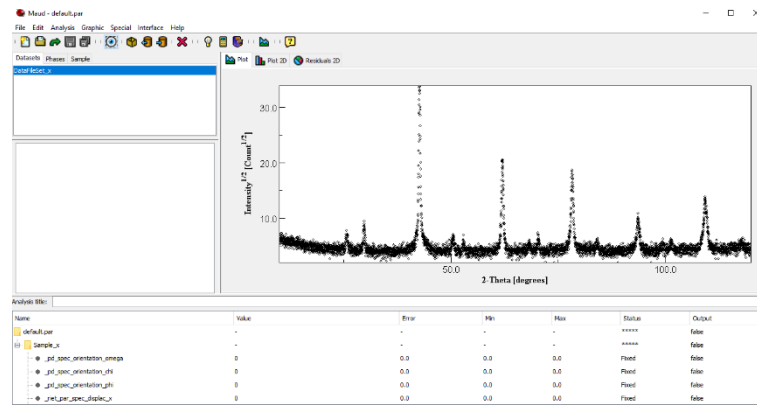 Maud - default.par
File Edit Analysis Graphic Special Interface Help
Datasets Phases Sample
DataFileSet_x
Plot Plot 2D Residuals 2D
30.0
20.0
10.0
Intensity^1/2 [Count^1/2]
50.0 100.0
2-Theta [degrees]
Analysis title:
Name Value Error Min Max Status Output
default.par - - - - ***** false
Sample_x - - - - ***** false
_pd_spec_orientation_omega 0 0.0 0.0 0.0 Fixed false
_pd_spec_orientation_chi 0 0.0 0.0 0.0 Fixed false
_pd_spec_orientation_phi 0 0.0 0.0 0.0 Fixed false
_riet_par_spec_displac_x 0 0.0 0.0 0.0 Fixed false